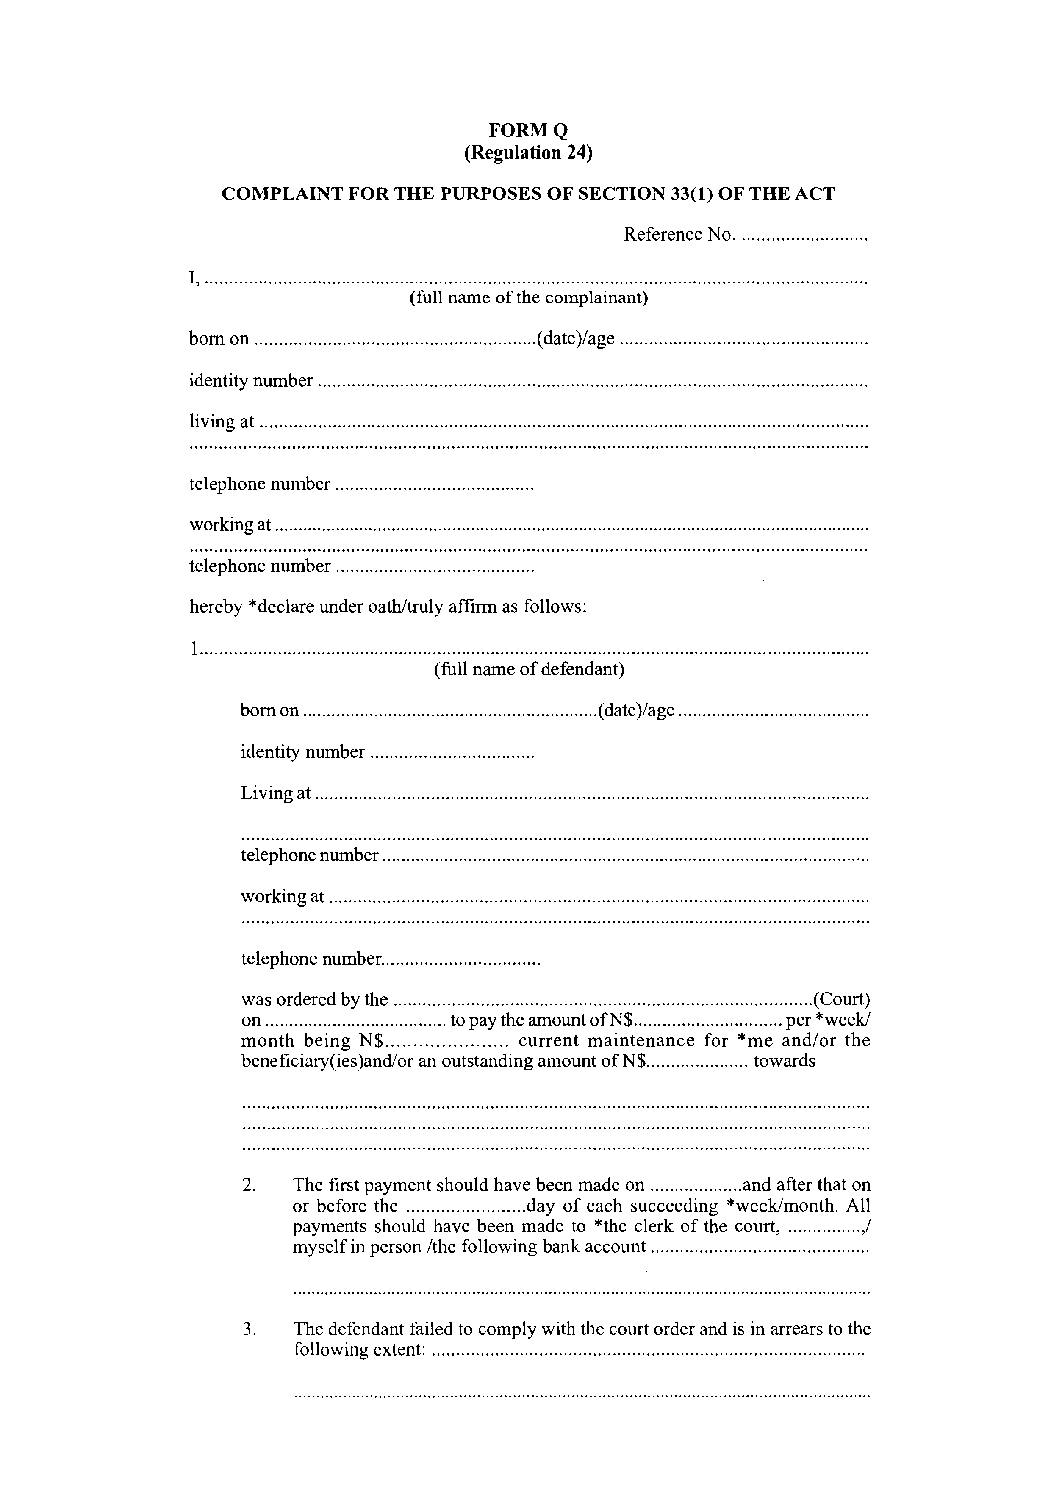 FORM Q
(Regulation 24)
COMPLAINT FOR THE PURPOSES OF SECTION 33(1) OF THE ACT
Reference No. ..........................
I, ........................................................................................................................................
(full name of the complainant)
born on ..........................................................(date)/age ...................................................
identity number .................................................................................................................
living at .............................................................................................................................
...........................................................................................................................................
telephone number .........................................
working at ..........................................................................................................................
...........................................................................................................................................
telephone number .........................................
hereby *declare under oath/truly affirm as follows:
1..........................................................................................................................................
(full name of defendant)
born on .............................................................(date)/age ........................................
identity number ..................................
Living at ..................................................................................................................
.................................................................................................................................
telephone number ....................................................................................................
working at ...............................................................................................................
.................................................................................................................................
telephone number.................................
was ordered by the .......................................................................................(Court)
on ..................................... to pay the amount of N$............................... per *week/
month being N$...................... current maintenance for *me and/or the
beneficiary(ies)and/or an outstanding amount of N$..................... towards
.................................................................................................................................
.................................................................................................................................
.................................................................................................................................
2. The first payment should have been made on ...................and after that on
or before the ........................day of each succeeding *week/month. All
payments should have been made to *the clerk of the court, ...............,/
myself in person /the following bank account .............................................
.......................................................................................................................
3. The defendant failed to comply with the court order and is in arrears to the
following extent: .........................................................................................
.......................................................................................................................